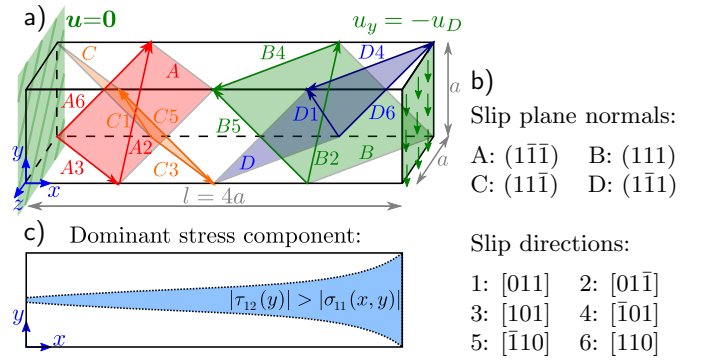 a) u=0 u_y = −u_D
C A B4 D4
A6 C1 C5 B5 D1 D6 a
A3 A2 C3 D B2 B a
y z x l = 4a
b)
Slip plane normals:
A: (11̄1̄) B: (111)
C: (111̄) D: (11̄1)
Slip directions:
1: [011] 2: [011̄]
3: [101] 4: [1̄01]
5: [1̄10] 6: [110]
c) Dominant stress component:
|τ₁₂(y)| > |σ₁₁(x, y)|
y x